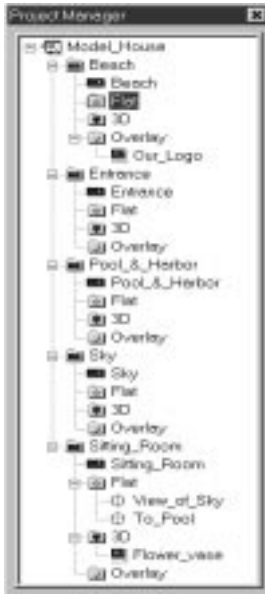 Project Manager
Model_House
Beach
Beach
Flat
3D
Overlay
Our_Logo
Entrance
Entrance
Flat
3D
Overlay
Pool_&_Harbor
Pool_&_Harbor
Flat
3D
Overlay
Sky
Sky
Flat
3D
Overlay
Sitting_Room
Sitting_Room
Flat
View_of_Sky
To_Pool
3D
Flower_vase
Overlay